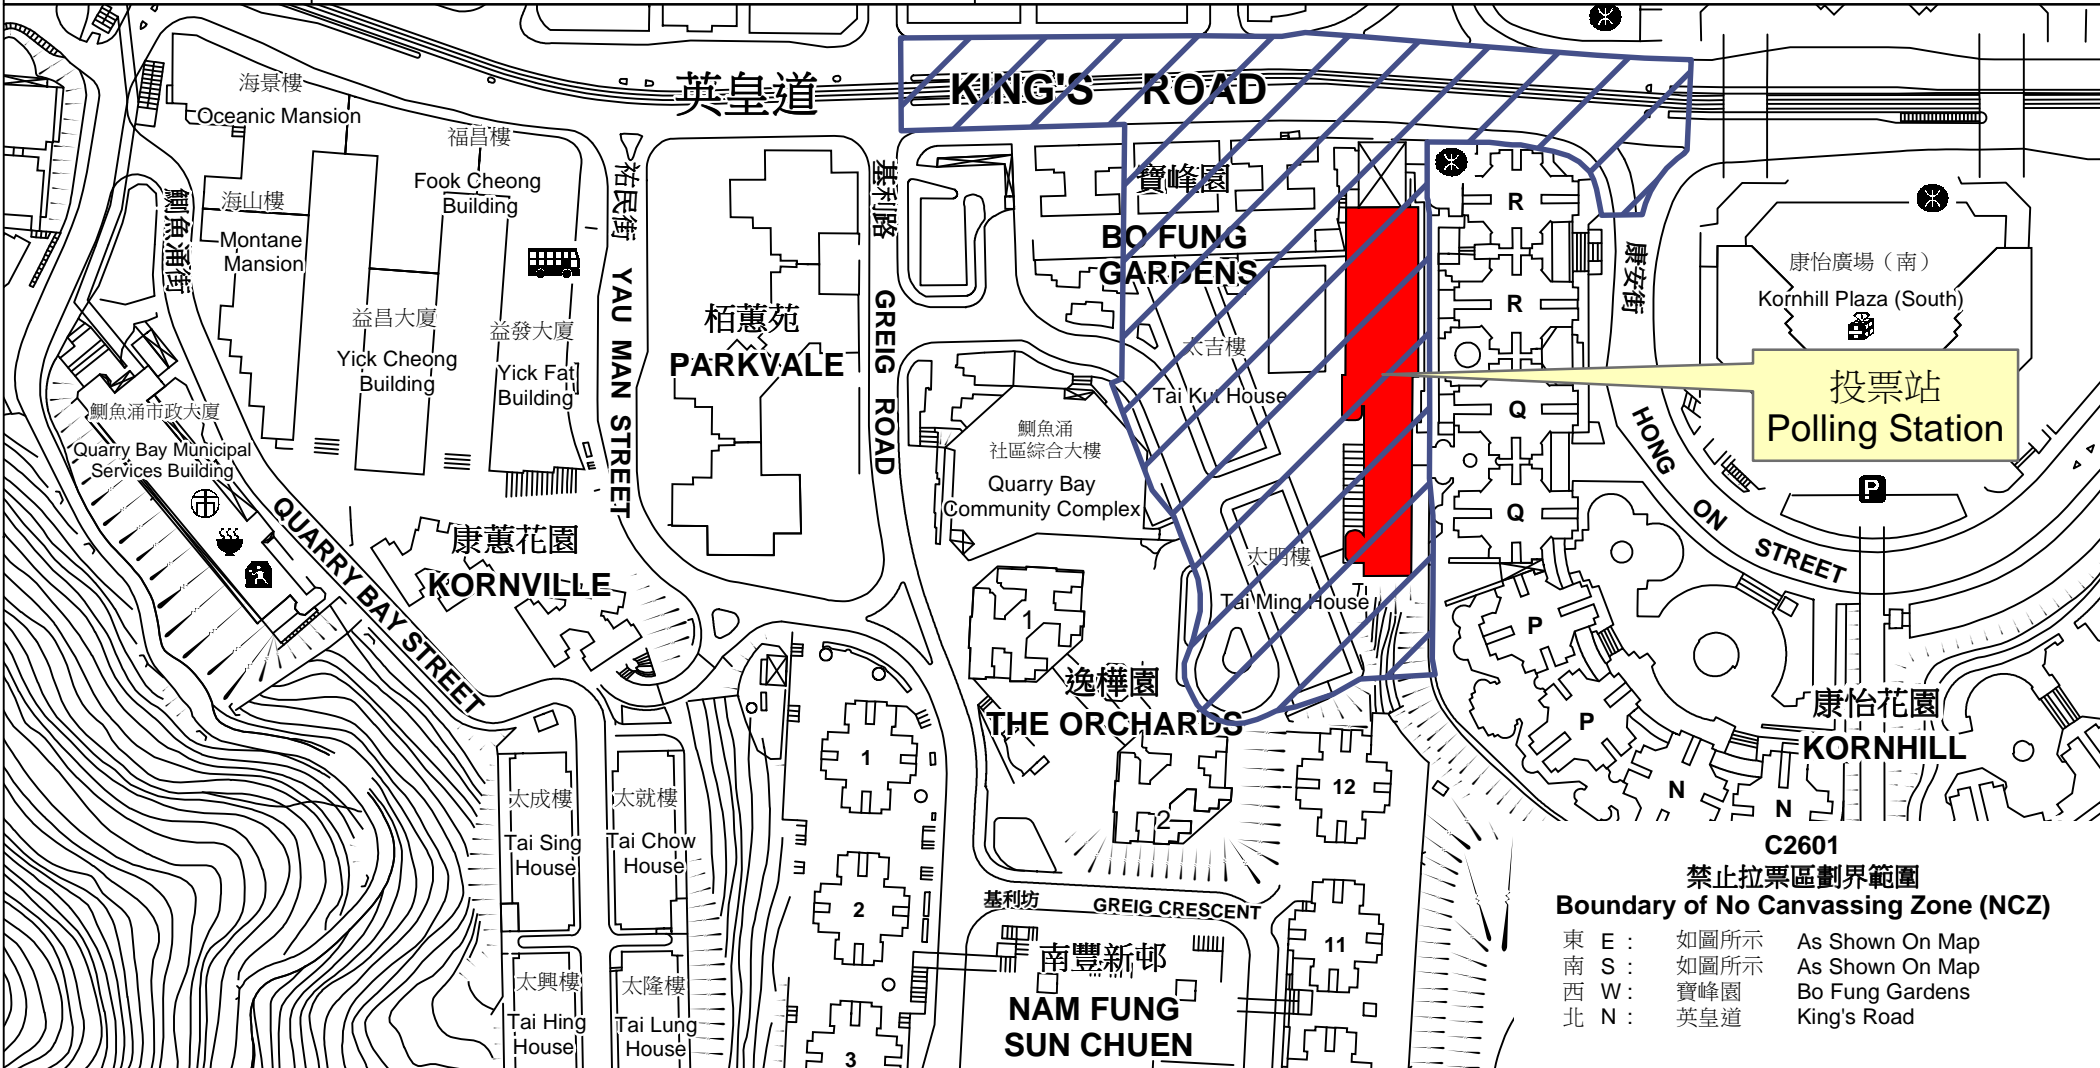 英皇道
KING'S ROAD
海景樓
Oceanic Mansion
福昌樓
Fook Cheong
Building
海山樓
Montane
Mansion
鰂魚涌街
祐民街
YAU MAN STREET
基利路
GREIG ROAD
寶峰園
BO FUNG
GARDENS
益昌大廈
Yick Cheong
Building
益發大廈
Yick Fat
Building
栢蕙苑
PARKVALE
太吉樓
Tai Kut House
R
R
Q
Q
康安街
HONG ON STREET
康怡廣場（南）
Kornhill Plaza (South)
投票站
Polling Station
P
鰂魚涌市政大廈
Quarry Bay Municipal
Services Building
市
QUARRY BAY STREET
鰂魚涌
社區綜合大樓
Quarry Bay
Community Complex
康蕙花園
KORNVILLE
太明樓
Tai Ming House
1
逸樺園
THE ORCHARDS
2
P
P
N
N
康怡花園
KORNHILL
太成樓
Tai Sing
House
太就樓
Tai Chow
House
太興樓
Tai Hing
House
太隆樓
Tai Lung
House
1
2
3
12
11
基利坊
GREIG CRESCENT
南豐新邨
NAM FUNG
SUN CHUEN
C2601
禁止拉票區劃界範圍
Boundary of No Canvassing Zone (NCZ)
東 E : 如圖所示 As Shown On Map
南 S : 如圖所示 As Shown On Map
西 W : 寶峰園 Bo Fung Gardens
北 N : 英皇道 King's Road